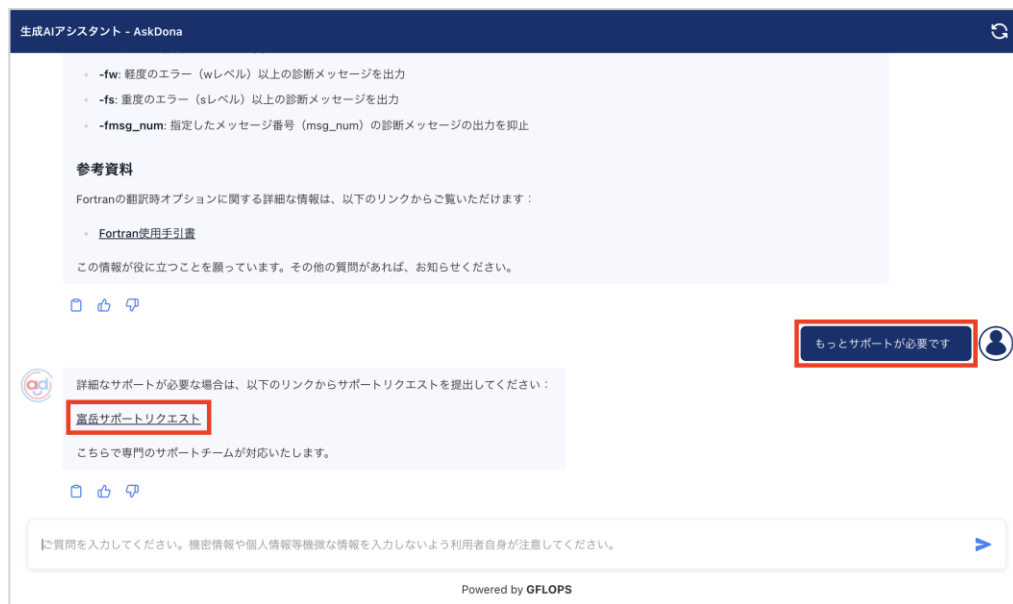 生成AIアシスタント - AskDona
-fw: 軽度のエラー（wレベル）以上の診断メッセージを出力
-fs: 重度のエラー（sレベル）以上の診断メッセージを出力
-fmsg_num: 指定したメッセージ番号（msg_num）の診断メッセージの出力を抑止
参考資料
Fortranの翻訳時オプションに関する詳細な情報は、以下のリンクからご覧いただけます：
Fortran使用手引書
この情報が役に立つことを願っています。その他の質問があれば、お知らせください。
もっとサポートが必要です
ad
詳細なサポートが必要な場合は、以下のリンクからサポートリクエストを提出してください：
富岳サポートリクエスト
こちらで専門のサポートチームが対応いたします。
ご質問を入力してください。機密情報や個人情報等機微な情報を入力しないよう利用者自身が注意してください。
Powered by GFLOPS